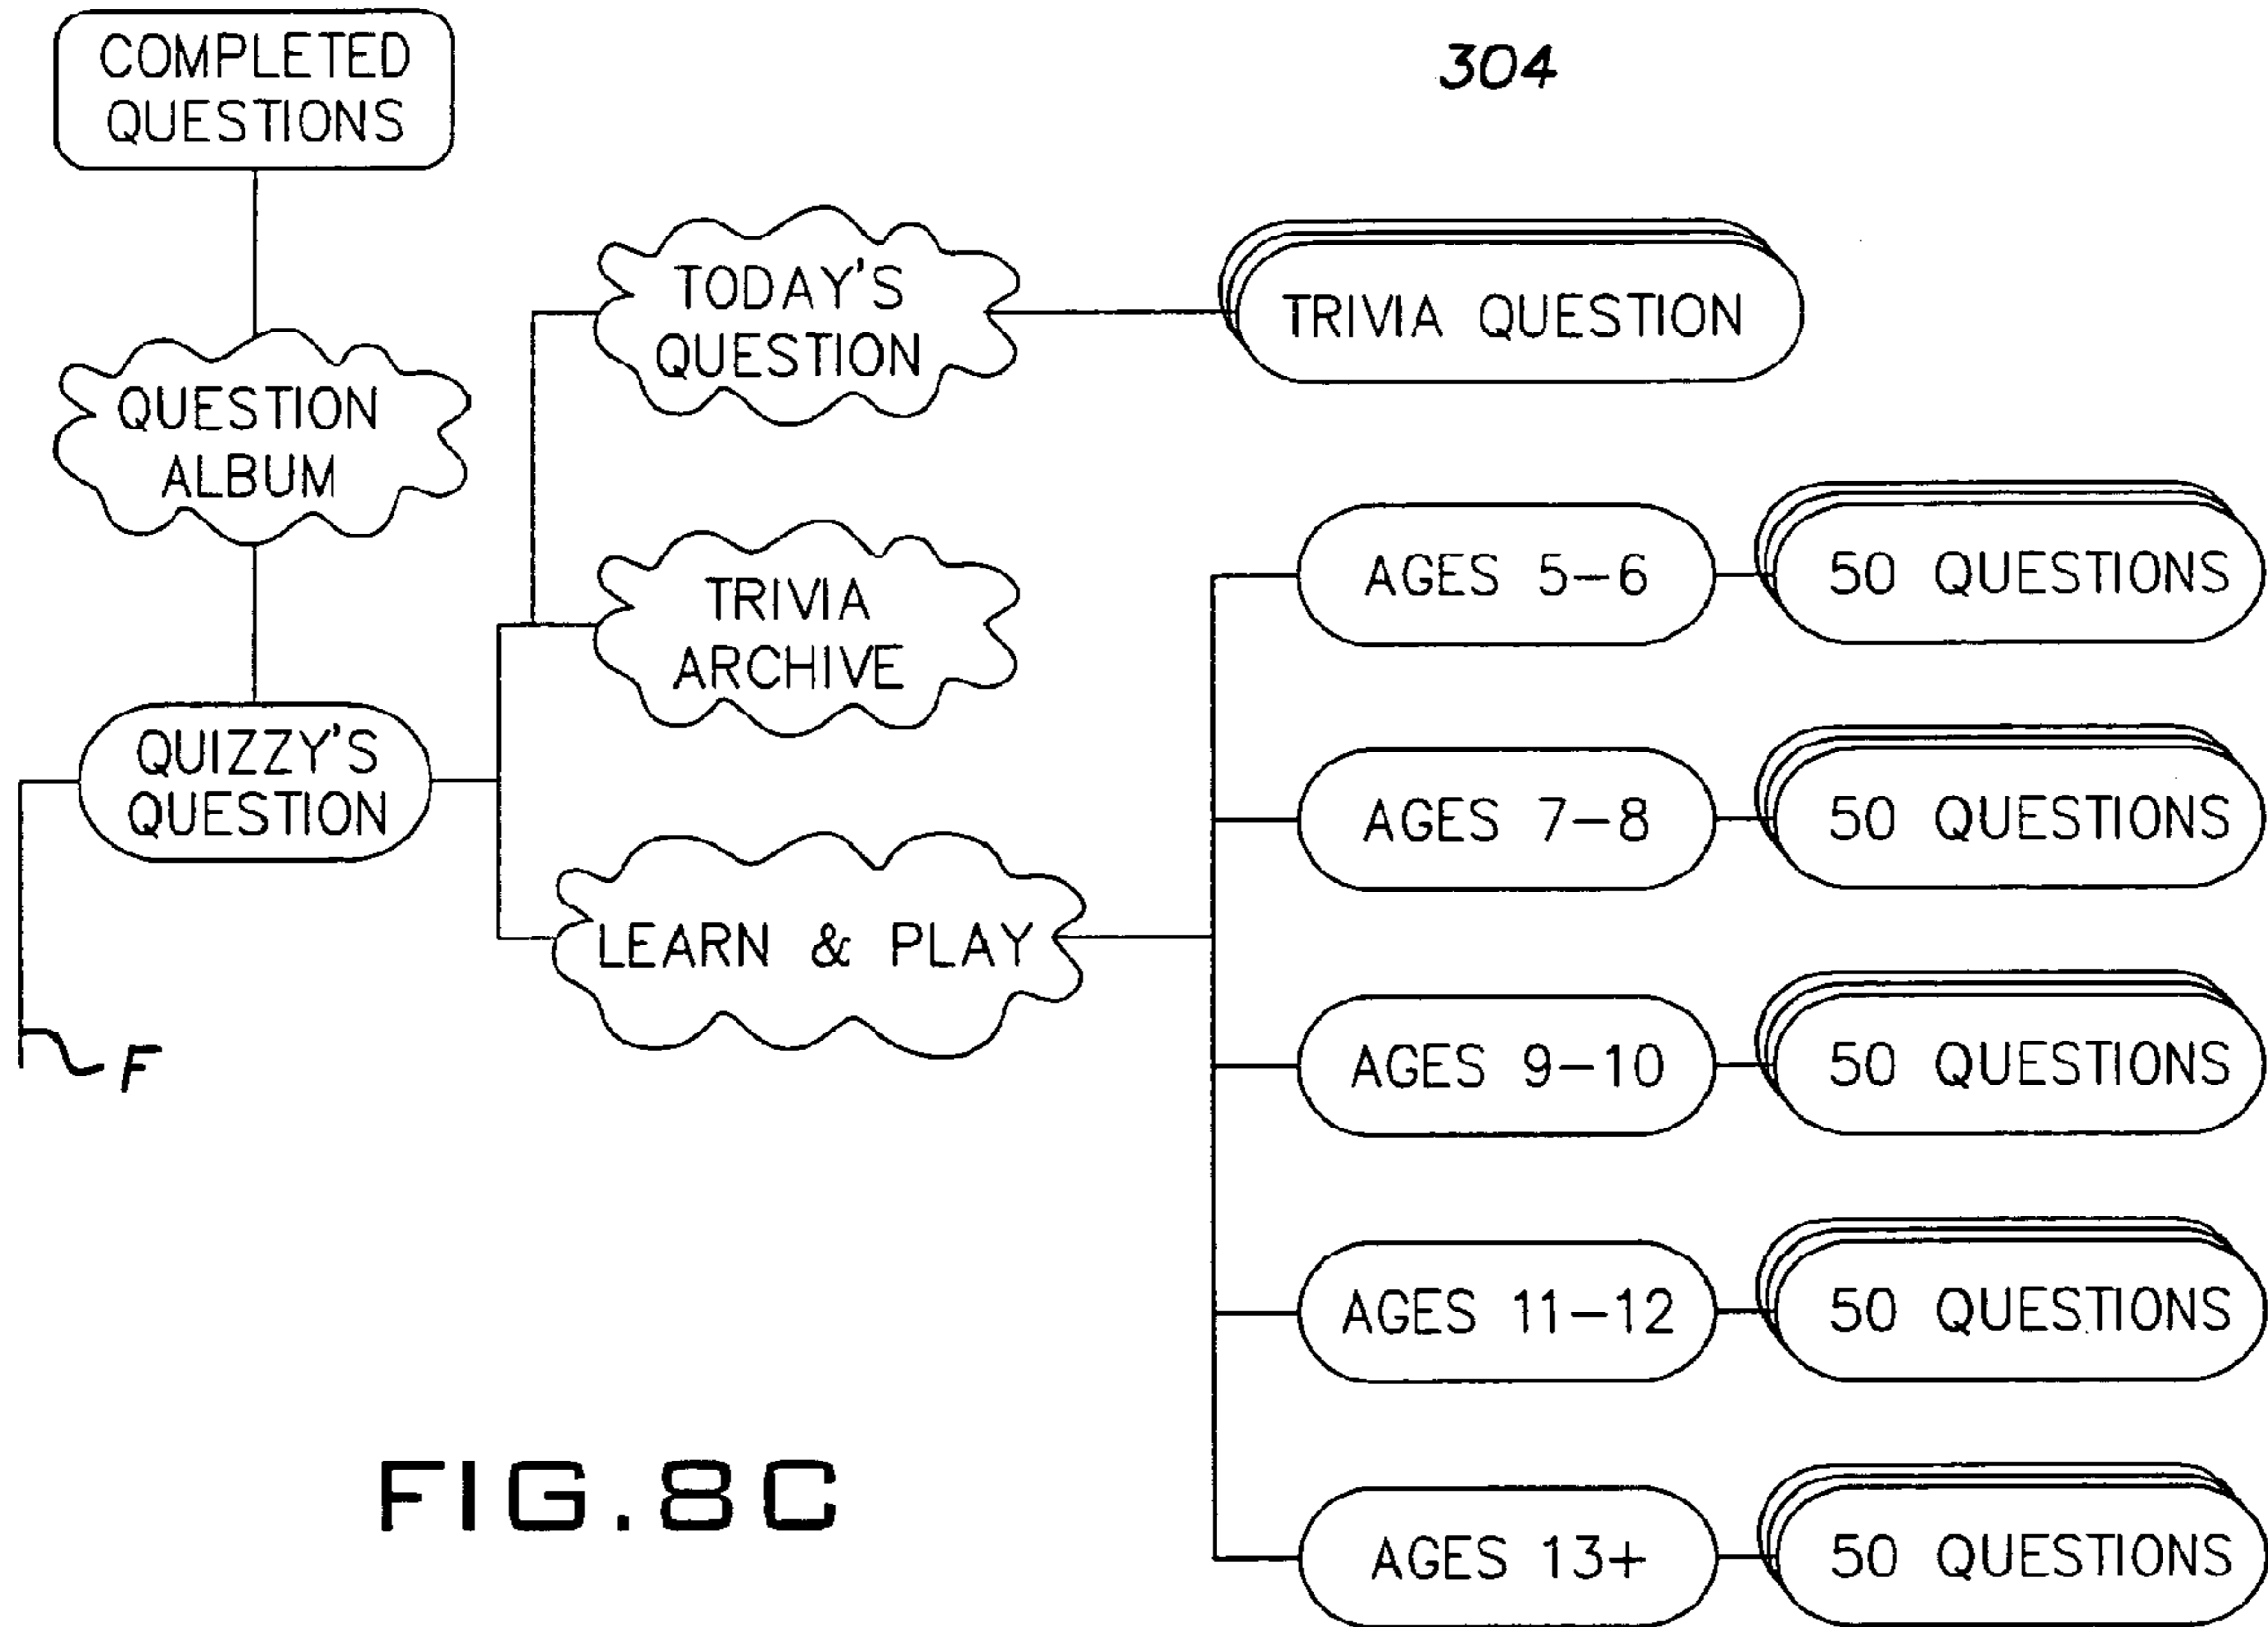 COMPLETED
QUESTIONS
304
TODAY'S
QUESTION
TRIVIA QUESTION
QUESTION
ALBUM
TRIVIA
ARCHIVE
QUIZZY'S
QUESTION
LEARN & PLAY
F
AGES 5-6
50 QUESTIONS
AGES 7-8
50 QUESTIONS
AGES 9-10
50 QUESTIONS
AGES 11-12
50 QUESTIONS
AGES 13+
50 QUESTIONS
FIG.8C